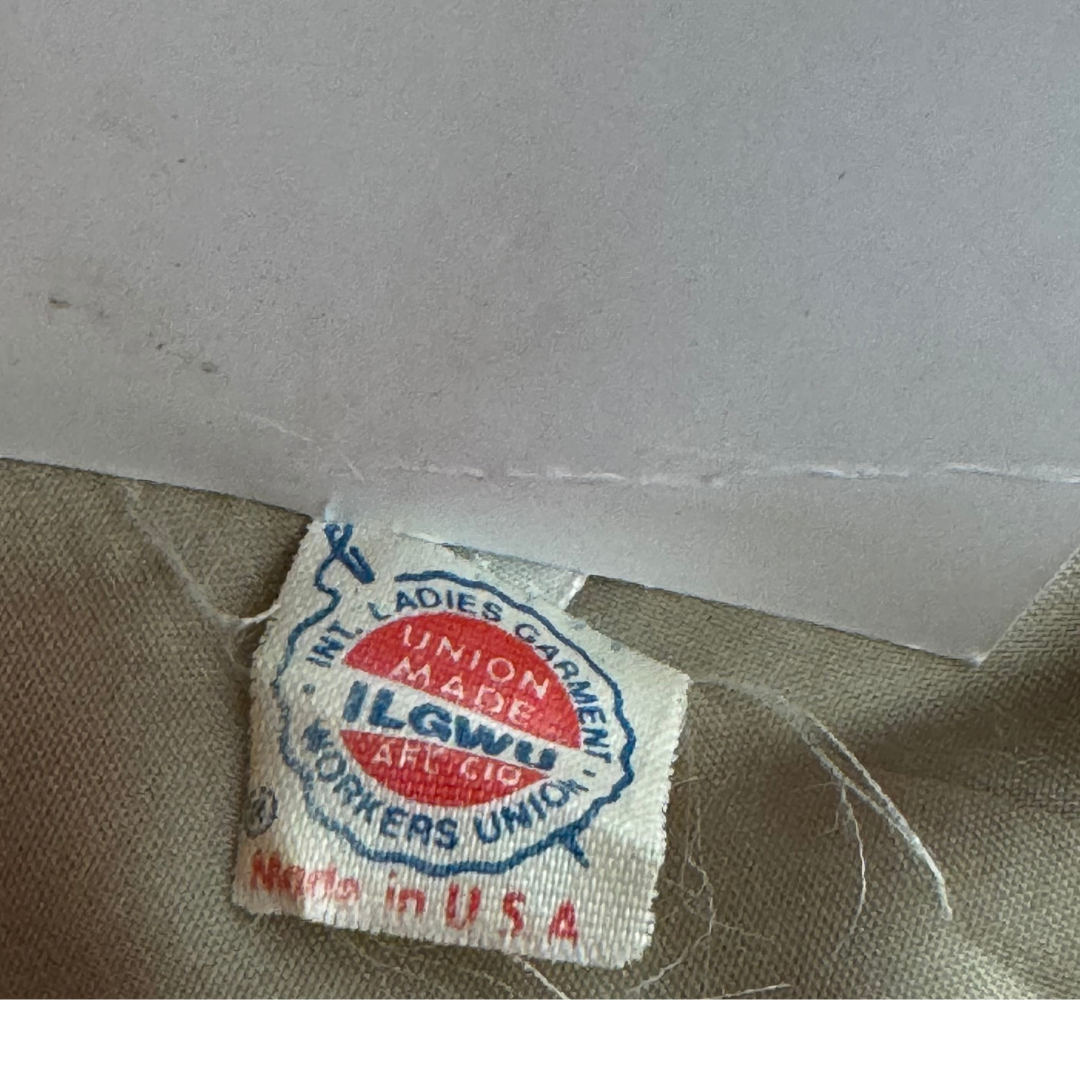 INT. LADIES GARMENT
UNION
MADE
ILGWU
AFL CIO
WORKERS UNION
®
Made in U.S.A